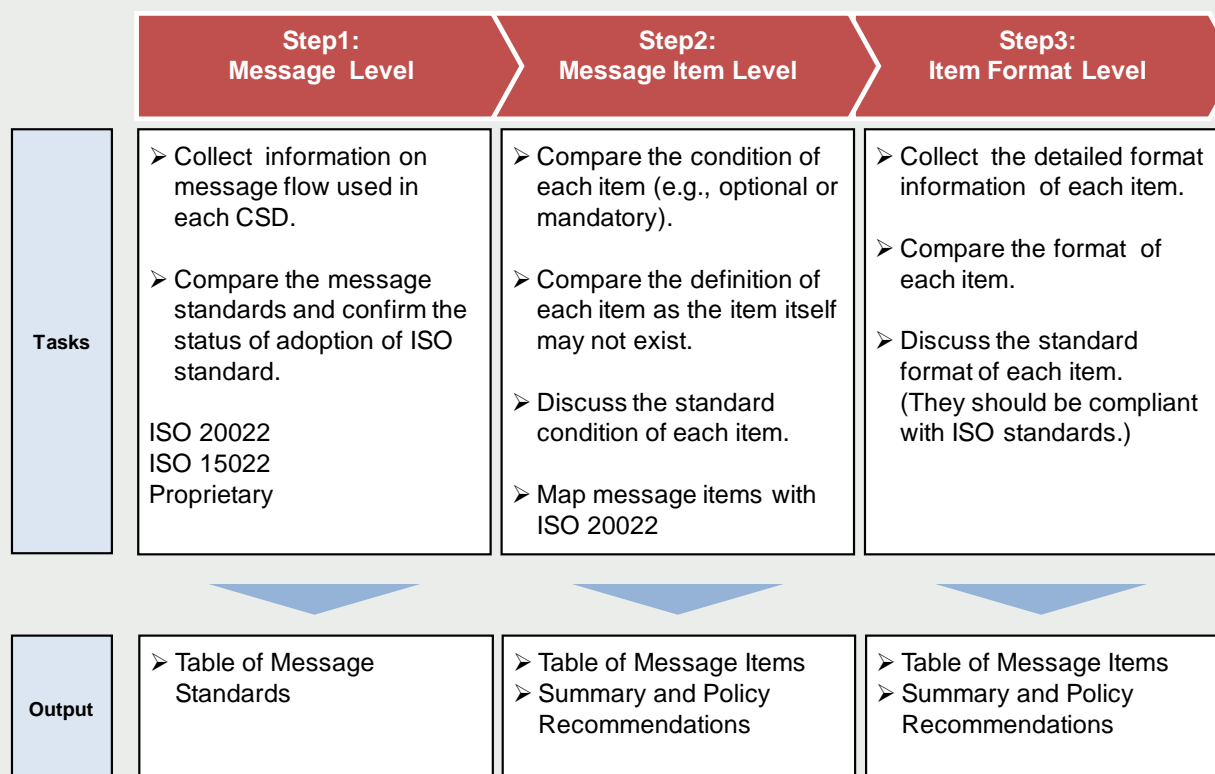 Step1:
Message Level
Step2:
Message Item Level
Step3:
Item Format Level
Tasks
➢ Collect information on
message flow used in
each CSD.
➢ Compare the message
standards and confirm the
status of adoption of ISO
standard.
ISO 20022
ISO 15022
Proprietary
➢ Compare the condition of
each item (e.g., optional or
mandatory).
➢ Compare the definition of
each item as the item itself
may not exist.
➢ Discuss the standard
condition of each item.
➢ Map message items with
ISO 20022
➢ Collect the detailed format
information of each item.
➢ Compare the format of
each item.
➢ Discuss the standard
format of each item.
(They should be compliant
with ISO standards.)
Output
➢ Table of Message
Standards
➢ Table of Message Items
➢ Summary and Policy
Recommendations
➢ Table of Message Items
➢ Summary and Policy
Recommendations